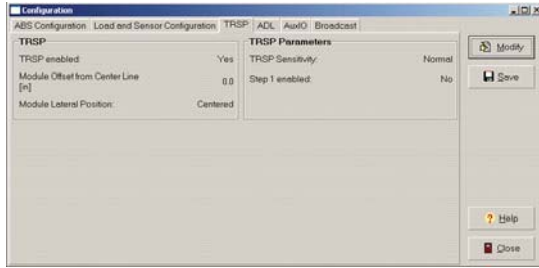 Configuration
ABS Configuration Load and Sensor Configuration TRSP ADL AuxIO Broadcast
TRSP
TRSP enabled: Yes
Module Offset from Center Line
[in] 0.0
Module Lateral Position: Centered
TRSP Parameters
TRSP Sensitivity: Normal
Step 1 enabled: No
Modify
Save
Help
Close